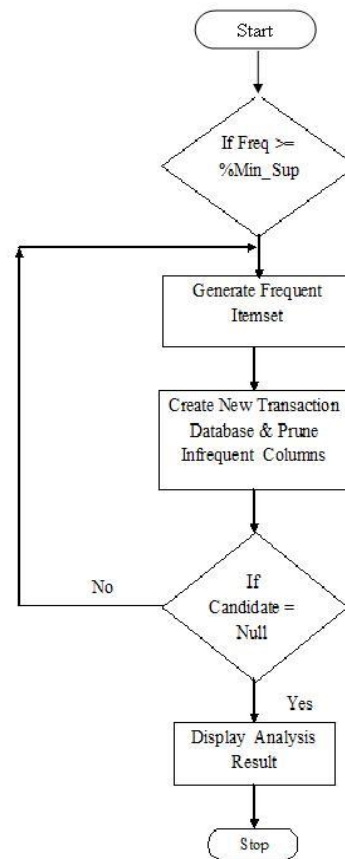 Start
If Freq >=
%Min_Sup
Generate Frequent
Itemset
Create New Transaction
Database & Prune
Infrequent Columns
If
Candidate =
Null
No
Yes
Display Analysis
Result
Stop